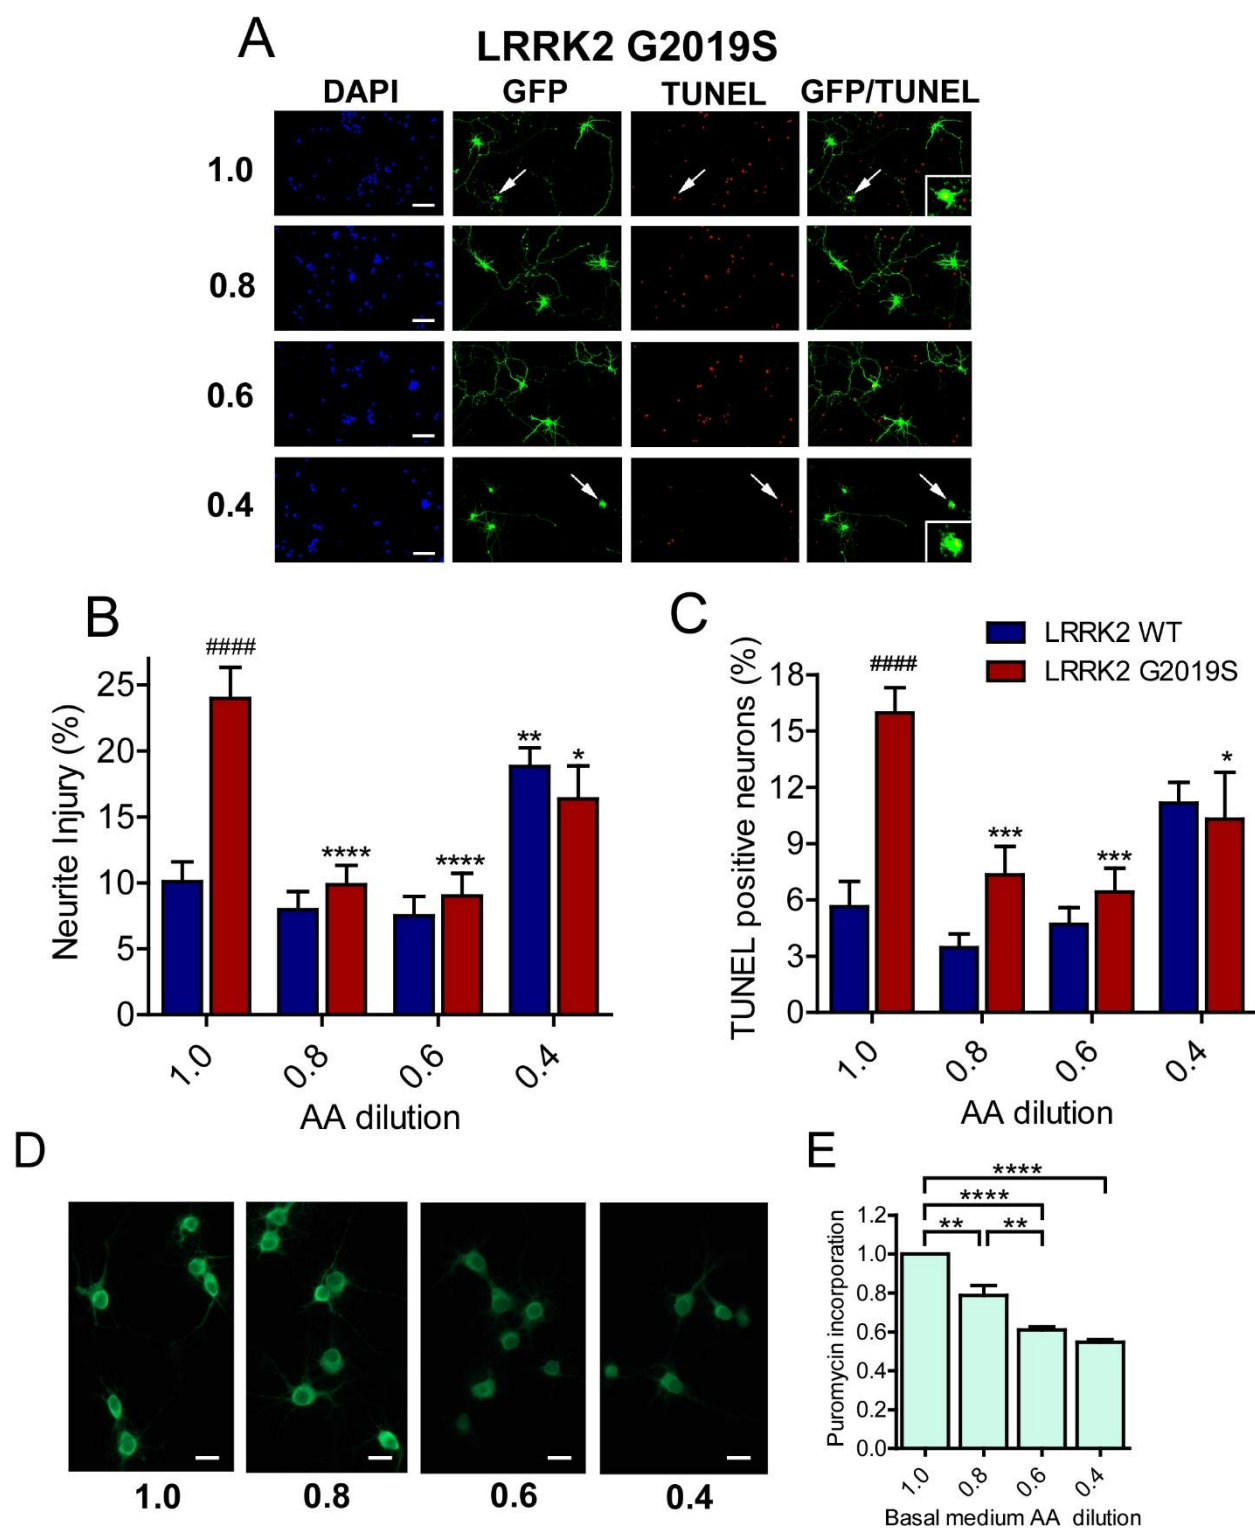 A
LRRK2 G2019S
DAPI GFP TUNEL GFP/TUNEL
1.0
0.8
0.6
0.4
B
Neurite Injury (%)
25
20
15
10
5
0
####
****
****
**
*
1.0 0.8 0.6 0.4
AA dilution
C
LRRK2 WT
LRRK2 G2019S
TUNEL positive neurons (%)
18
15
12
9
6
3
0
####
***
***
*
1.0 0.8 0.6 0.4
AA dilution
D
1.0 0.8 0.6 0.4
E
****
****
** **
Puromycin incorporation
1.2
1.0
0.8
0.6
0.4
0.2
0.0
1.0 0.8 0.6 0.4
Basal medium AA dilution